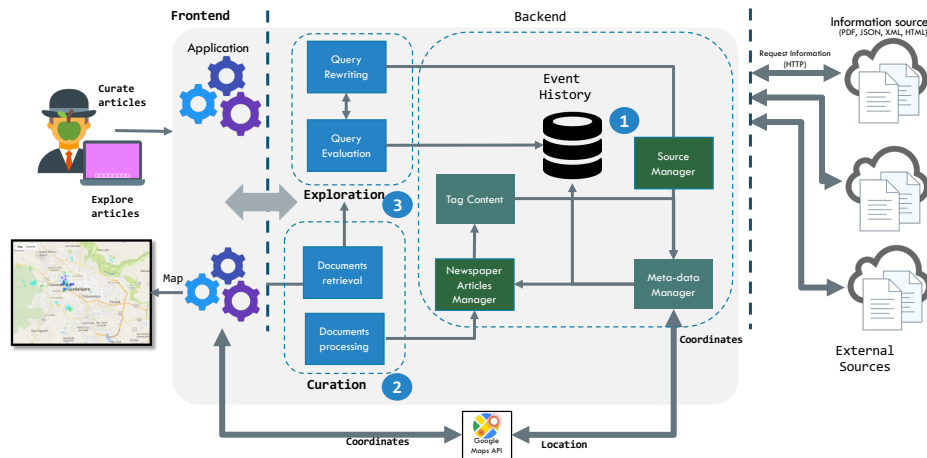 Frontend
Backend
Information sources
(PDF, JSON, XML, HTML)
Application
Query
Rewriting
Event
History
Request Information
(HTTP)
Curate
articles
1
Query
Evaluation
Source
Manager
Explore
articles
Exploration
3
Tag Content
Map
Documents
retrieval
Newspaper
Articles
Manager
Meta-data
Manager
Documents
processing
Coordinates
External
Sources
Curation
2
Coordinates
Google
Maps API
Location